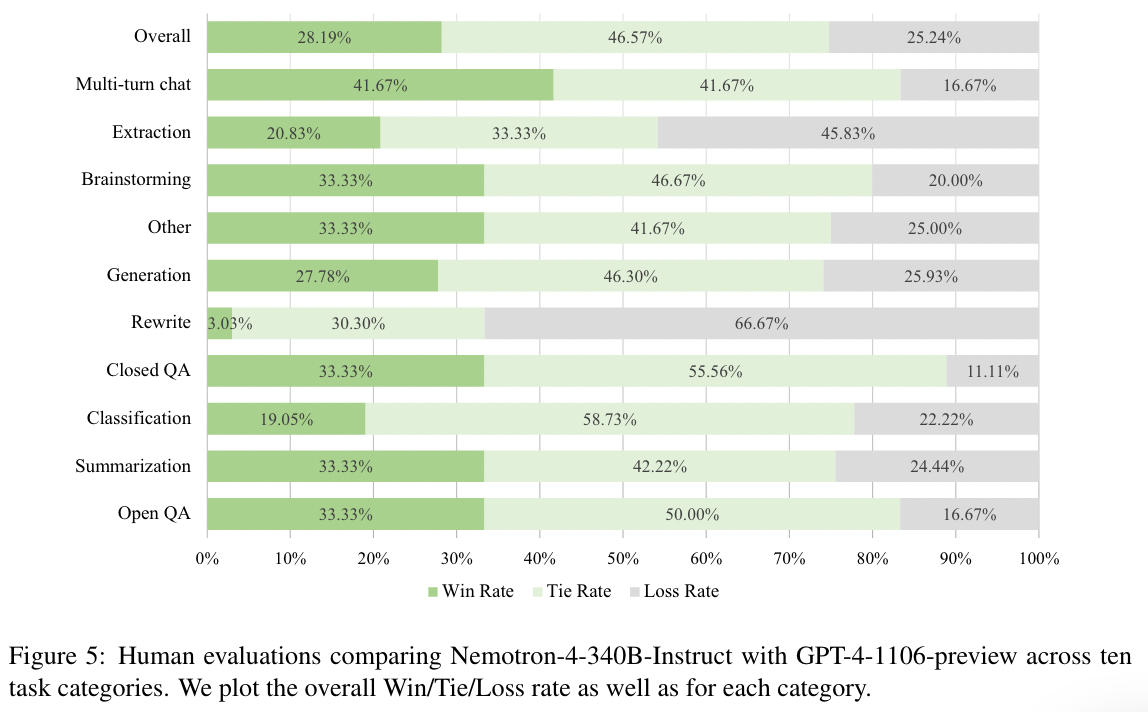 Overall 28.19% 46.57% 25.24%
Multi-turn chat 41.67% 41.67% 16.67%
Extraction 20.83% 33.33% 45.83%
Brainstorming 33.33% 46.67% 20.00%
Other 33.33% 41.67% 25.00%
Generation 27.78% 46.30% 25.93%
Rewrite 3.03% 30.30% 66.67%
Closed QA 33.33% 55.56% 11.11%
Classification 19.05% 58.73% 22.22%
Summarization 33.33% 42.22% 24.44%
Open QA 33.33% 50.00% 16.67%
0% 10% 20% 30% 40% 50% 60% 70% 80% 90% 100%
Win Rate Tie Rate Loss Rate
Figure 5: Human evaluations comparing Nemotron-4-340B-Instruct with GPT-4-1106-preview across ten
task categories. We plot the overall Win/Tie/Loss rate as well as for each category.